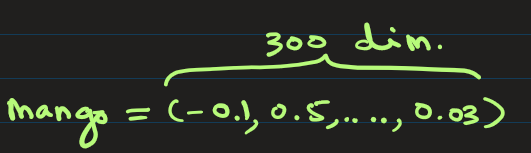 300 dim.
mango = (-0.1, 0.5,...., 0.03)